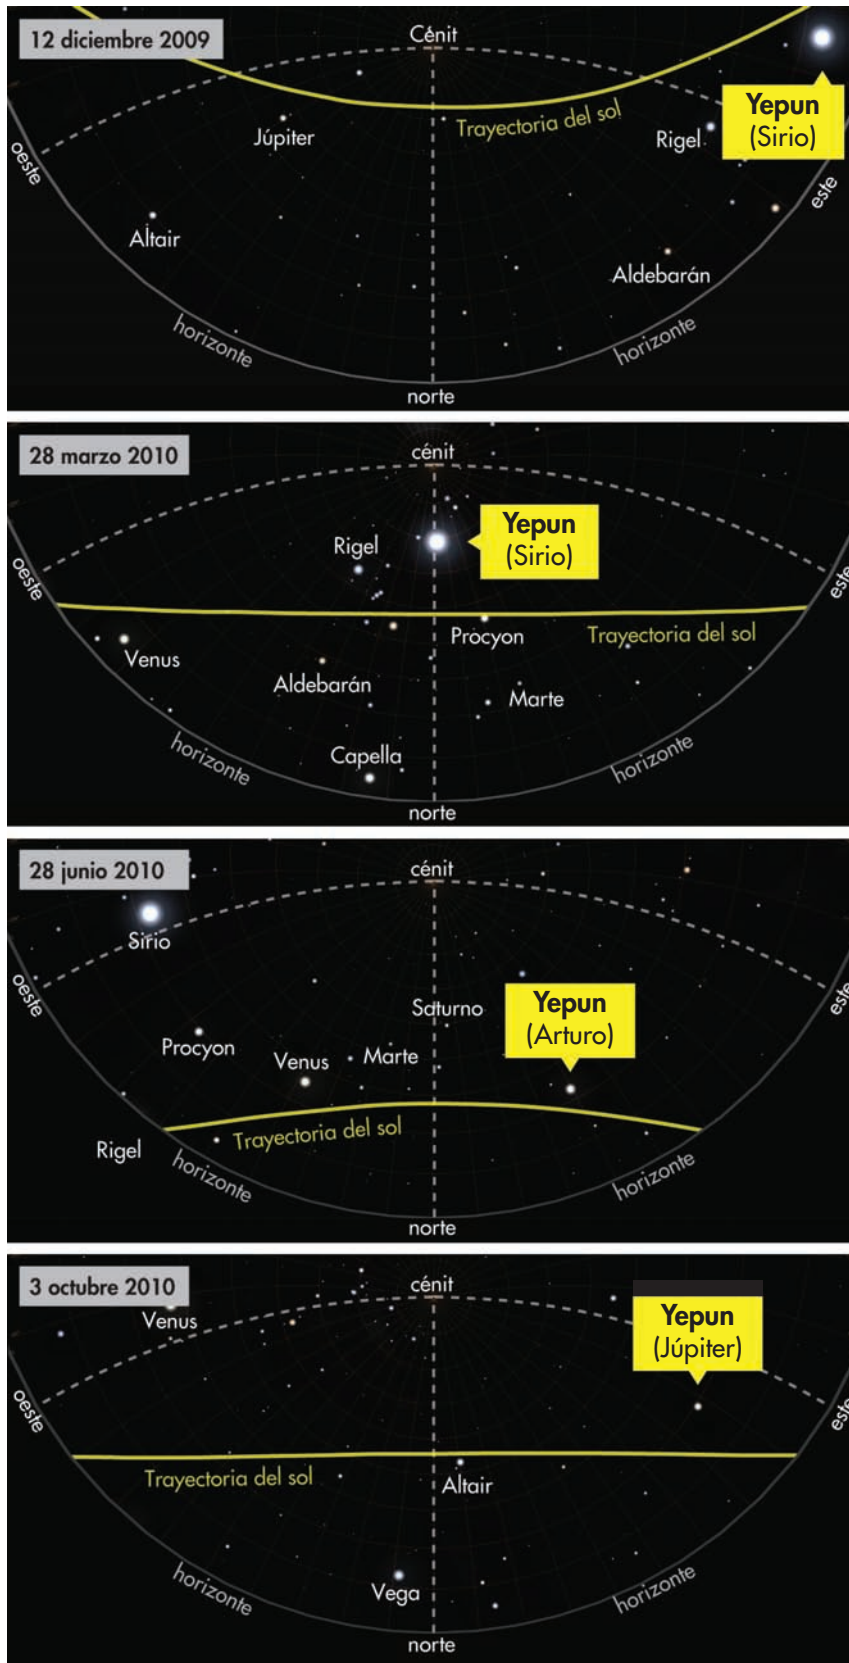 12 diciembre 2009
Cénit
Yepun
(Sirio)
Trayectoria del sol
Júpiter
Rigel
oeste
este
Altair
Aldebarán
horizonte
horizonte
norte
28 marzo 2010
cénit
Yepun
(Sirio)
Rigel
oeste
este
Procyon
Trayectoria del sol
Venus
Aldebarán
Marte
Capella
horizonte
horizonte
norte
28 junio 2010
cénit
Sirio
oeste
este
Saturno
Yepun
(Arturo)
Procyon
Venus
Marte
Trayectoria del sol
Rigel
horizonte
horizonte
norte
3 octubre 2010
cénit
Venus
Yepun
(Júpiter)
oeste
este
Trayectoria del sol
Altair
horizonte
horizonte
Vega
norte